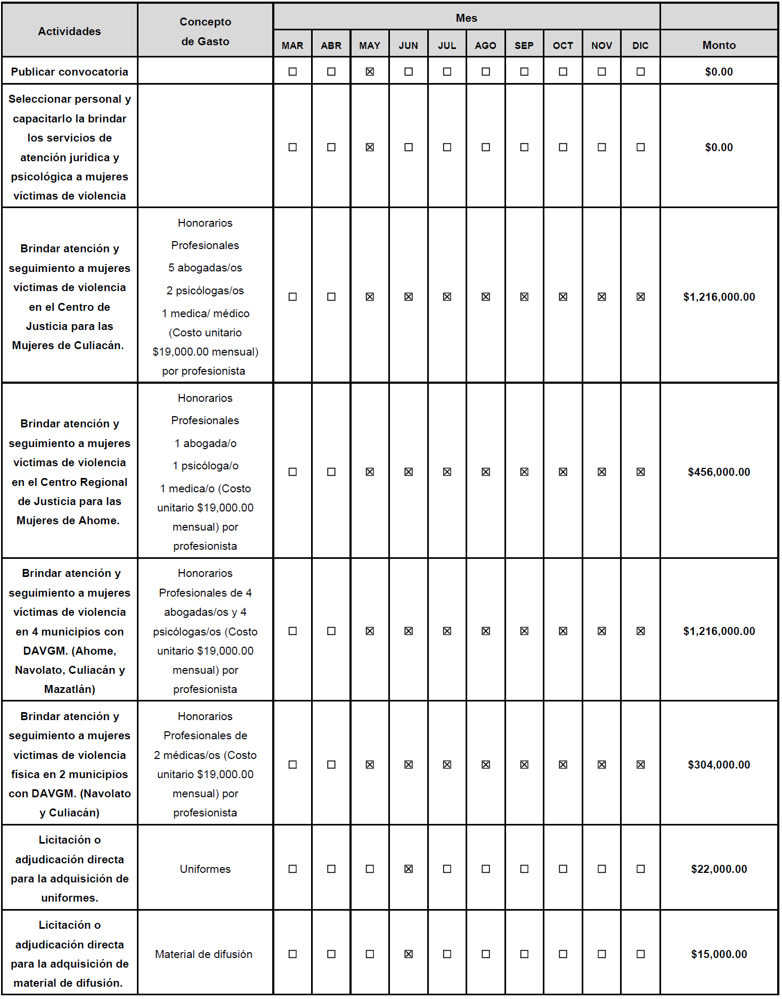 Actividades
Concepto
de Gasto
Mes
MAR ABR MAY JUN JUL AGO SEP OCT NOV DIC Monto
Publicar convocatoria
☐ ☐ ☒ ☐ ☐ ☐ ☐ ☐ ☐ ☐ $0.00
Seleccionar personal y
capacitarlo la brindar
los servicios de
atención jurídica y
psicológica a mujeres
víctimas de violencia
☐ ☐ ☒ ☐ ☐ ☐ ☐ ☐ ☐ ☐ $0.00
Brindar atención y
seguimiento a mujeres
víctimas de violencia
en el Centro de
Justicia para las
Mujeres de Culiacán.
Honorarios
Profesionales
5 abogadas/os
2 psicólogas/os
1 medica/ médico
(Costo unitario
$19,000.00 mensual)
por profesionista
☐ ☐ ☒ ☒ ☒ ☒ ☒ ☒ ☒ ☒ $1,216,000.00
Brindar atención y
seguimiento a mujeres
víctimas de violencia
en el Centro Regional
de Justicia para las
Mujeres de Ahome.
Honorarios
Profesionales
1 abogada/o
1 psicóloga/o
1 medica/o (Costo
unitario $19,000.00
mensual) por
profesionista
☐ ☐ ☒ ☒ ☒ ☒ ☒ ☒ ☒ ☒ $456,000.00
Brindar atención y
seguimiento a mujeres
víctimas de violencia
en 4 municipios con
DAVGM. (Ahome,
Navolato, Culiacán y
Mazatlán)
Honorarios
Profesionales de 4
abogadas/os y 4
psicólogas/os (Costo
unitario $19,000.00
mensual) por
profesionista
☐ ☐ ☒ ☒ ☒ ☒ ☒ ☒ ☒ ☒ $1,216,000.00
Brindar atención y
seguimiento a mujeres
víctimas de violencia
física en 2 municipios
con DAVGM. (Navolato
y Culiacán)
Honorarios
Profesionales de
2 médicas/os (Costo
unitario $19,000.00
mensual) por
profesionista
☐ ☐ ☒ ☒ ☒ ☒ ☒ ☒ ☒ ☒ $304,000.00
Licitación o
adjudicación directa
para la adquisición de
uniformes.
Uniformes
☐ ☐ ☐ ☒ ☐ ☐ ☐ ☐ ☐ ☐ $22,000.00
Licitación o
adjudicación directa
para la adquisición de
material de difusión.
Material de difusión
☐ ☐ ☐ ☒ ☐ ☐ ☐ ☐ ☐ ☐ $15,000.00